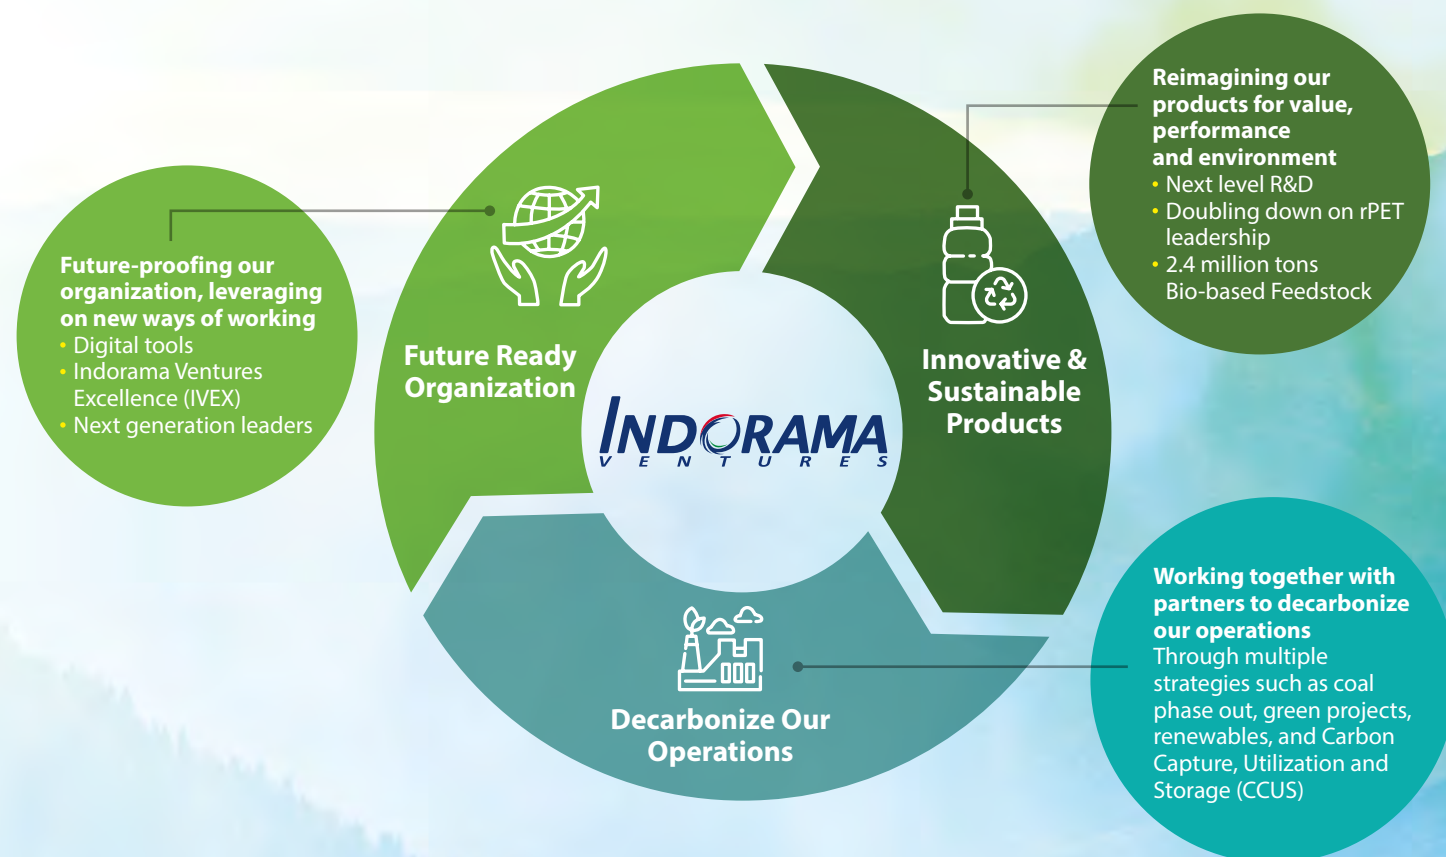 Future-proofing our
organization, leveraging
on new ways of working
• Digital tools
• Indorama Ventures
Excellence (IVEX)
• Next generation leaders
Future Ready
Organization
INDORAMA
VENTURES
Innovative &
Sustainable
Products
Reimagining our
products for value,
performance
and environment
• Next level R&D
• Doubling down on rPET
leadership
• 2.4 million tons
Bio-based Feedstock
Decarbonize Our
Operations
Working together with
partners to decarbonize
our operations
Through multiple
strategies such as coal
phase out, green projects,
renewables, and Carbon
Capture, Utilization and
Storage (CCUS)